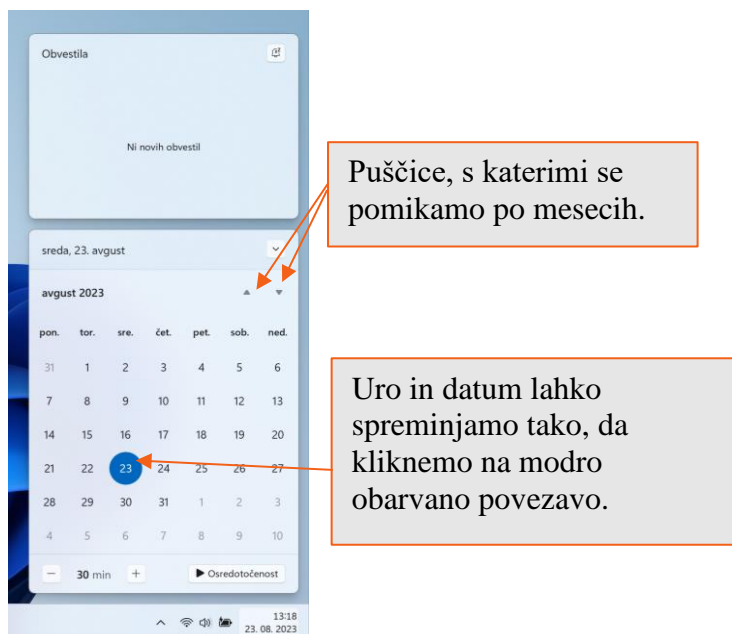 Obvestila
Ni novih obvestil
Puščice, s katerimi se
pomikamo po mesecih.
sreda, 23. avgust
avgust 2023
pon. tor. sre. čet. pet. sob. ned.
31 1 2 3 4 5 6
7 8 9 10 11 12 13
14 15 16 17 18 19 20
21 22 23 24 25 26 27
28 29 30 31 1 2 3
4 5 6 7 8 9 10
Uro in datum lahko
spreminjamo tako, da
kliknemo na modro
obarvano povezavo.
30 min
Osredotočenost
13:18
23. 08. 2023